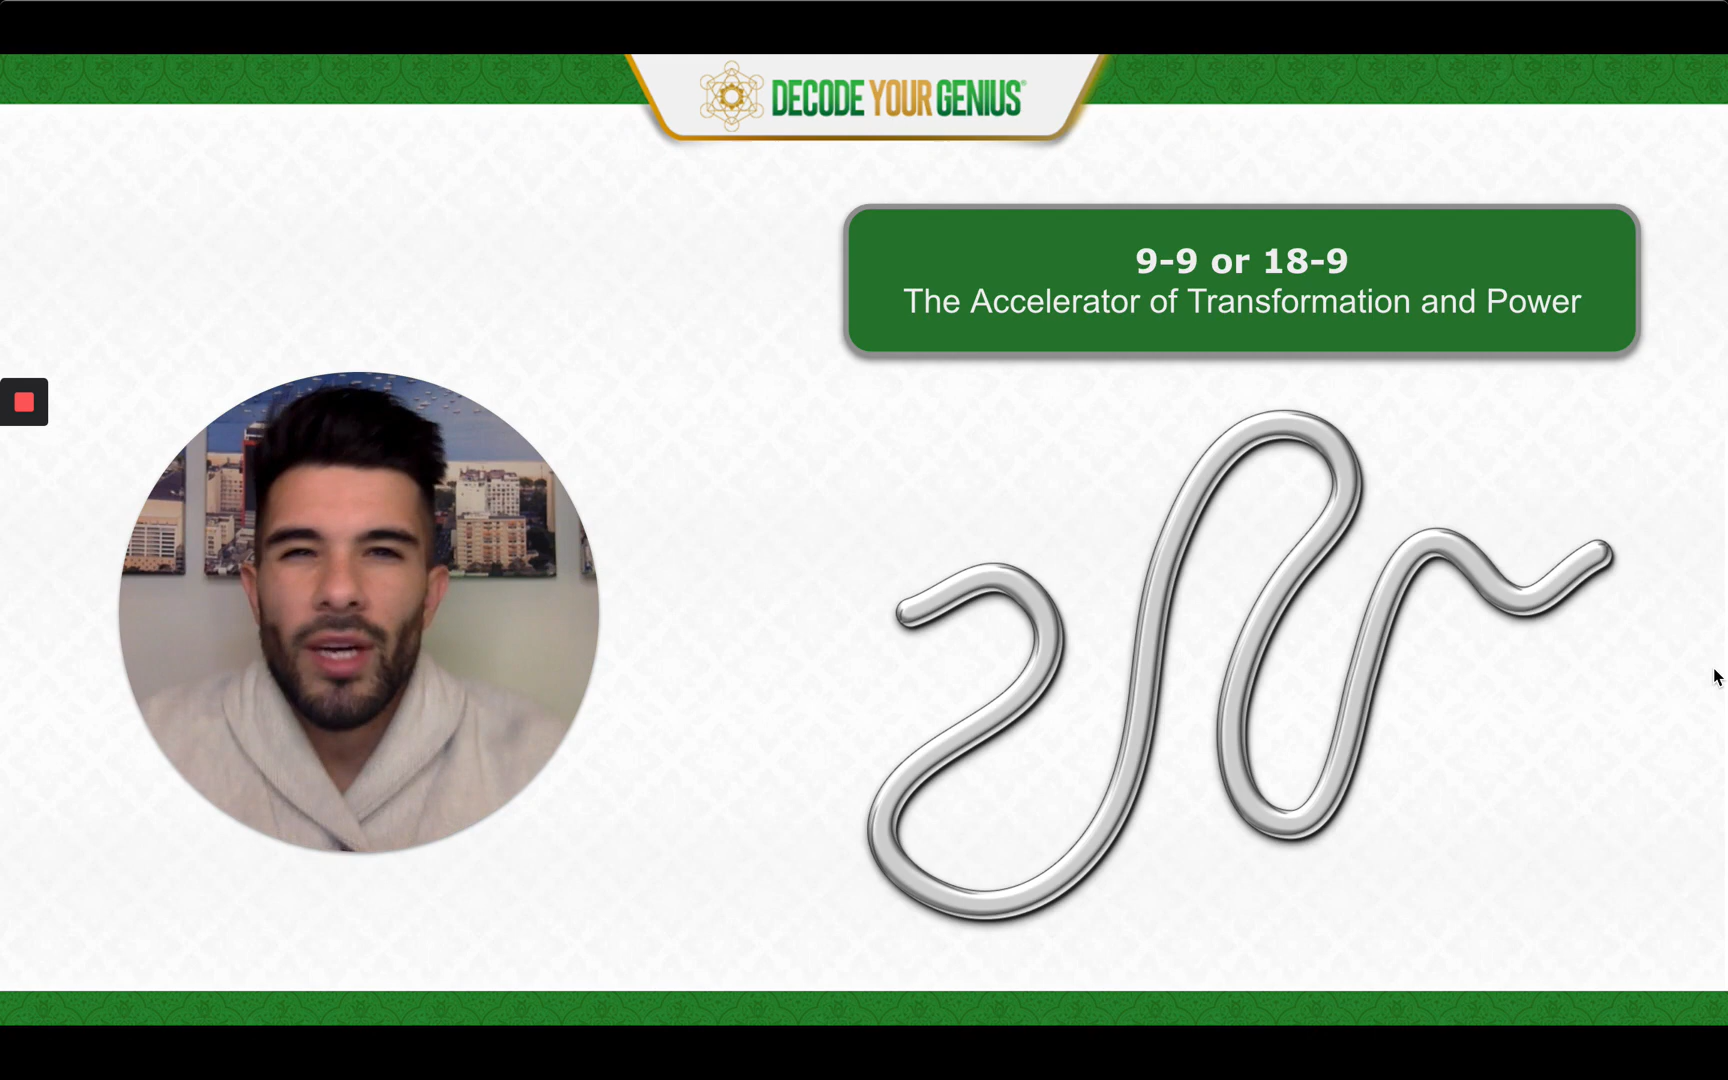 DECODE YOUR GENIUS®
9-9 or 18-9
The Accelerator of Transformation and Power